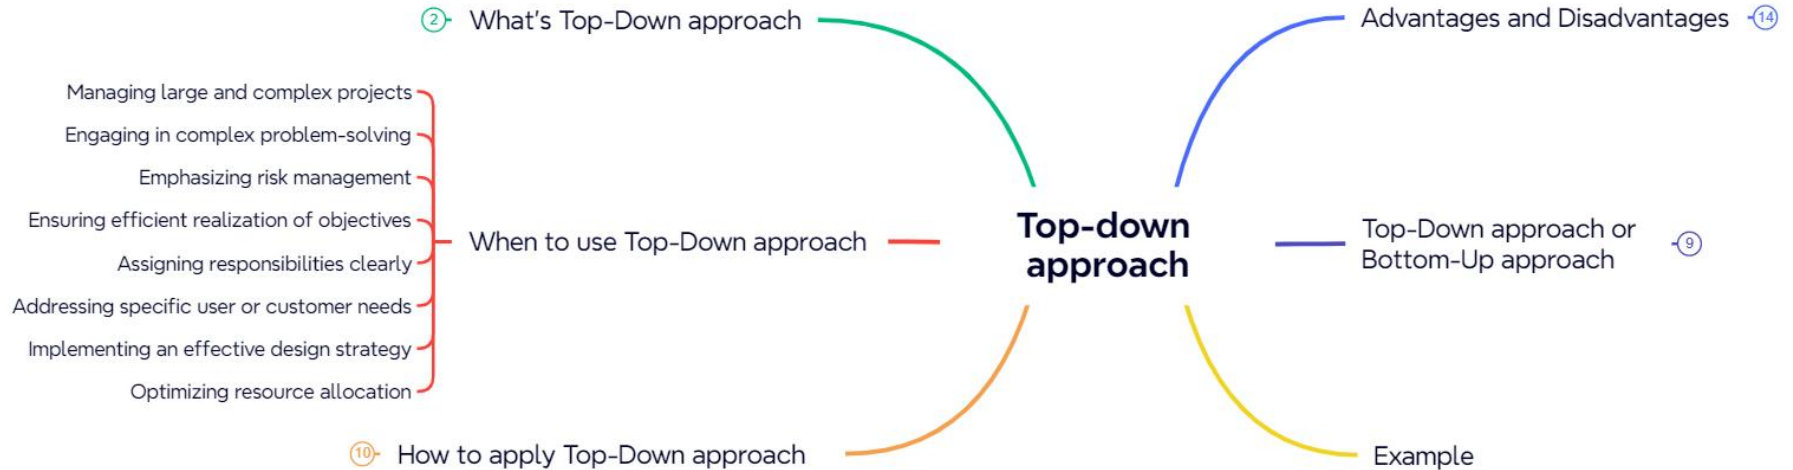 2
What's Top-Down approach
Managing large and complex projects
Engaging in complex problem-solving
Emphasizing risk management
Ensuring efficient realization of objectives
Assigning responsibilities clearly
Addressing specific user or customer needs
Implementing an effective design strategy
Optimizing resource allocation
When to use Top-Down approach
10
How to apply Top-Down approach
Top-down
approach
Advantages and Disadvantages
14
Top-Down approach or
Bottom-Up approach
9
Example